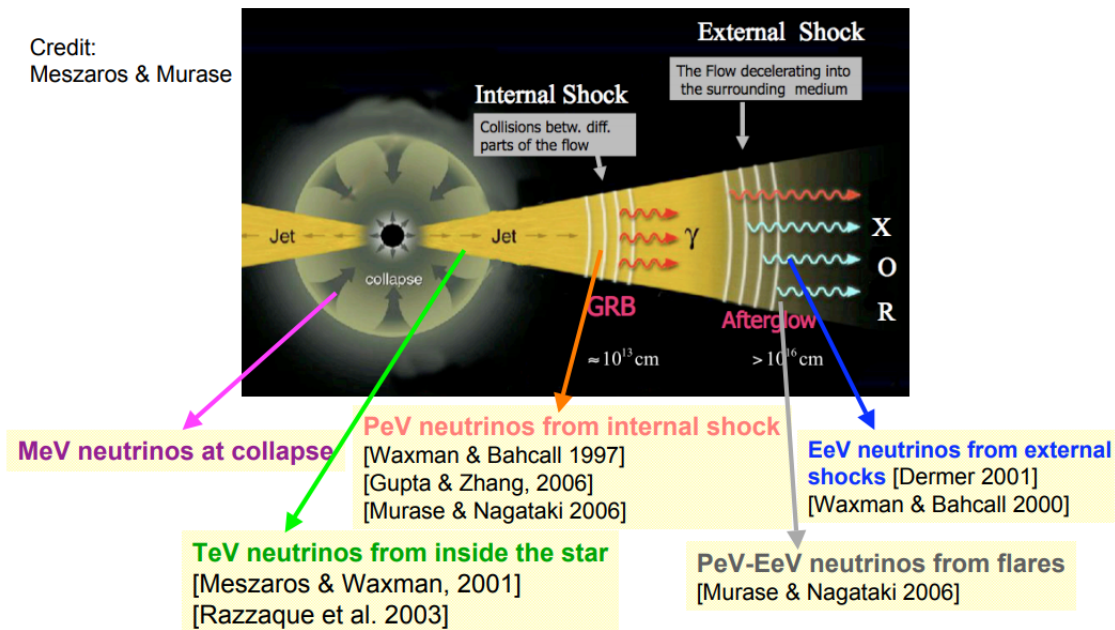 Credit:
Meszaros & Murase
External Shock
The Flow decelerating into
the surrounding medium
Internal Shock
Collisions betw. diff.
parts of the flow
Jet
Jet
collapse
γ
X
O
R
GRB
Afterglow
≈ 10¹³ cm
> 10¹⁶ cm
MeV neutrinos at collapse
PeV neutrinos from internal shock
[Waxman & Bahcall 1997]
[Gupta & Zhang, 2006]
[Murase & Nagataki 2006]
EeV neutrinos from external
shocks [Dermer 2001]
[Waxman & Bahcall 2000]
TeV neutrinos from inside the star
[Meszaros & Waxman, 2001]
[Razzaque et al. 2003]
PeV-EeV neutrinos from flares
[Murase & Nagataki 2006]